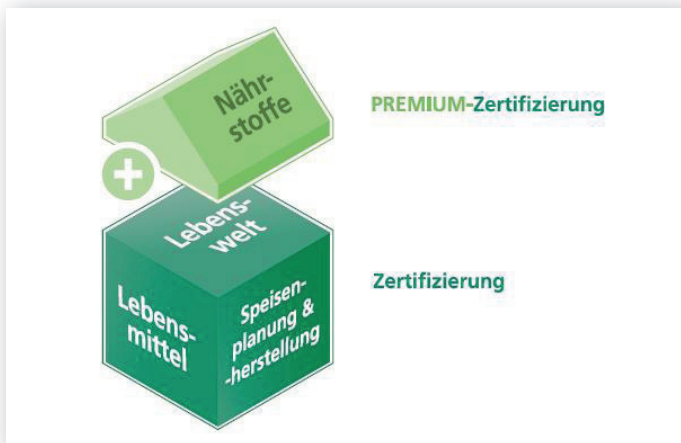 Nähr-
stoffe
PREMIUM-Zertifizierung
+
Lebens-
welt
Lebens-
mittel
Speisen-
planung &
-herstellung
Zertifizierung